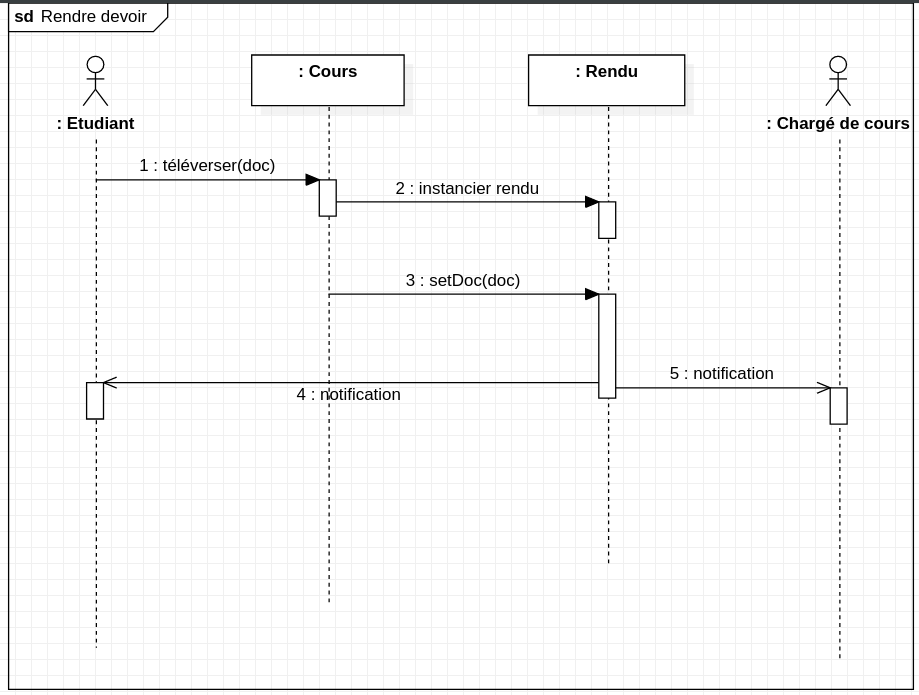 sd Rendre devoir
: Etudiant
: Cours
: Rendu
: Chargé de cours
1 : téléverser(doc)
2 : instancier rendu
3 : setDoc(doc)
4 : notification
5 : notification